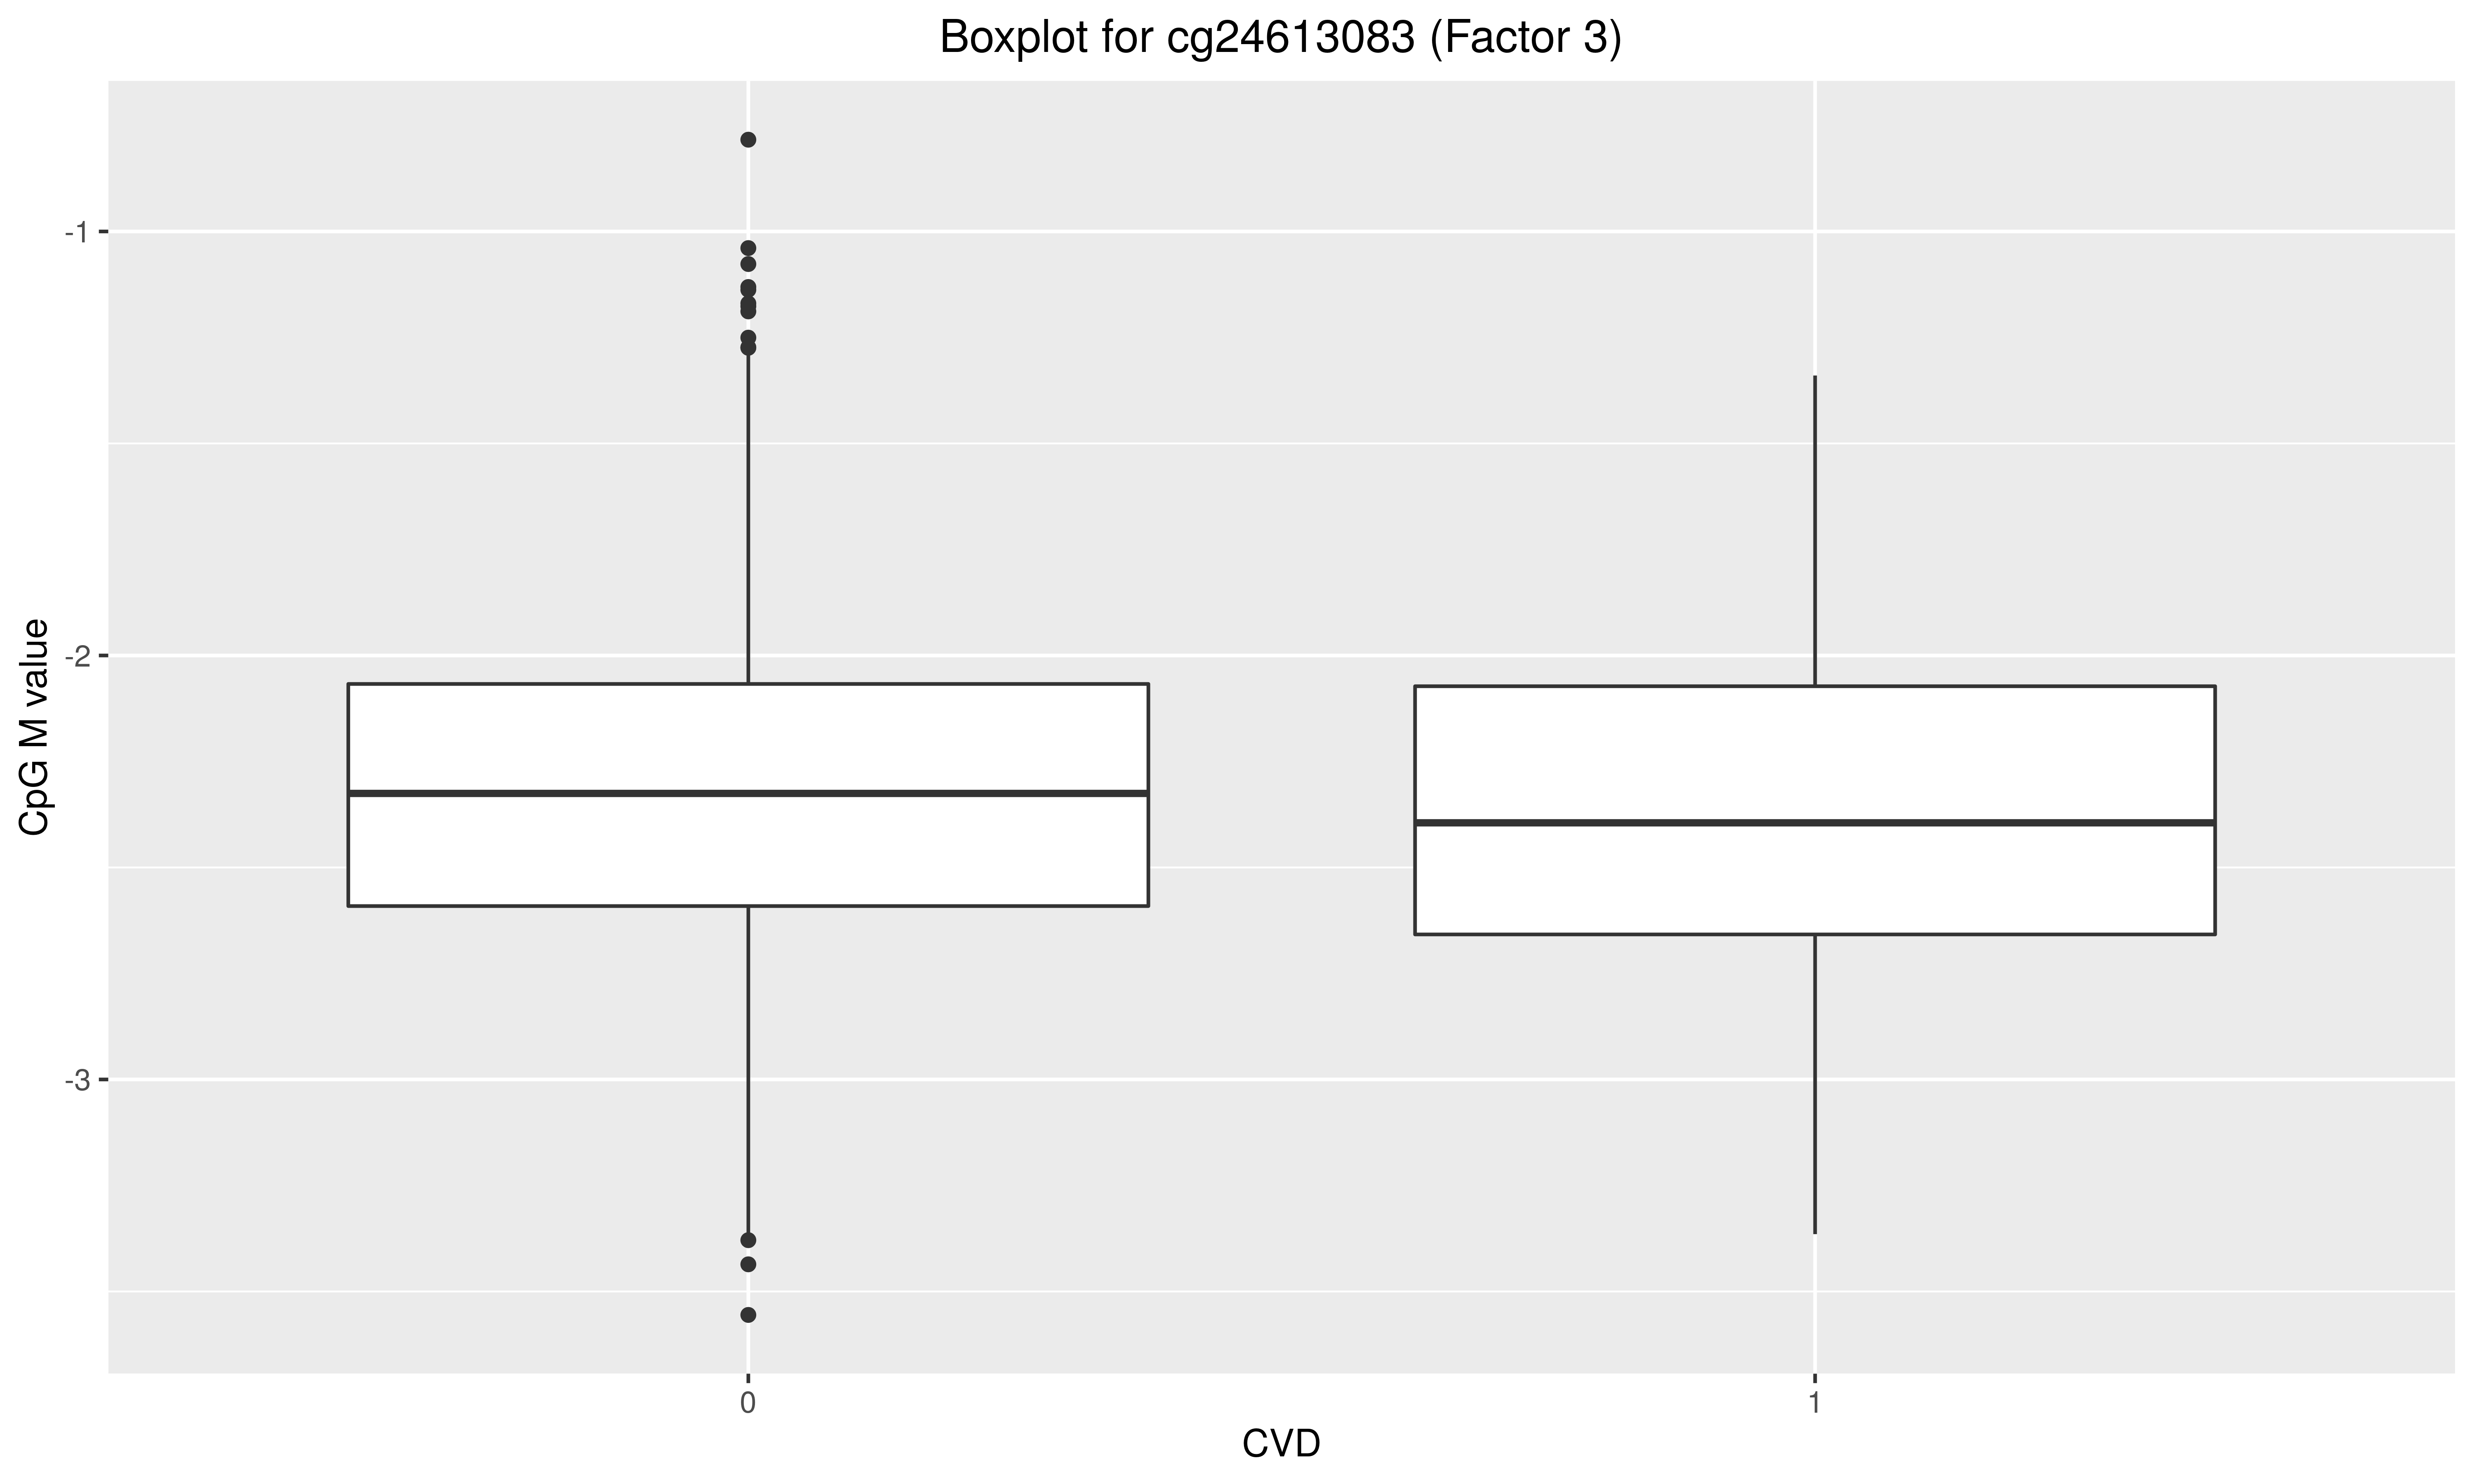 Boxplot for cg24613083 (Factor 3)
CpG M value
-1
-2
-3
0
1
CVD